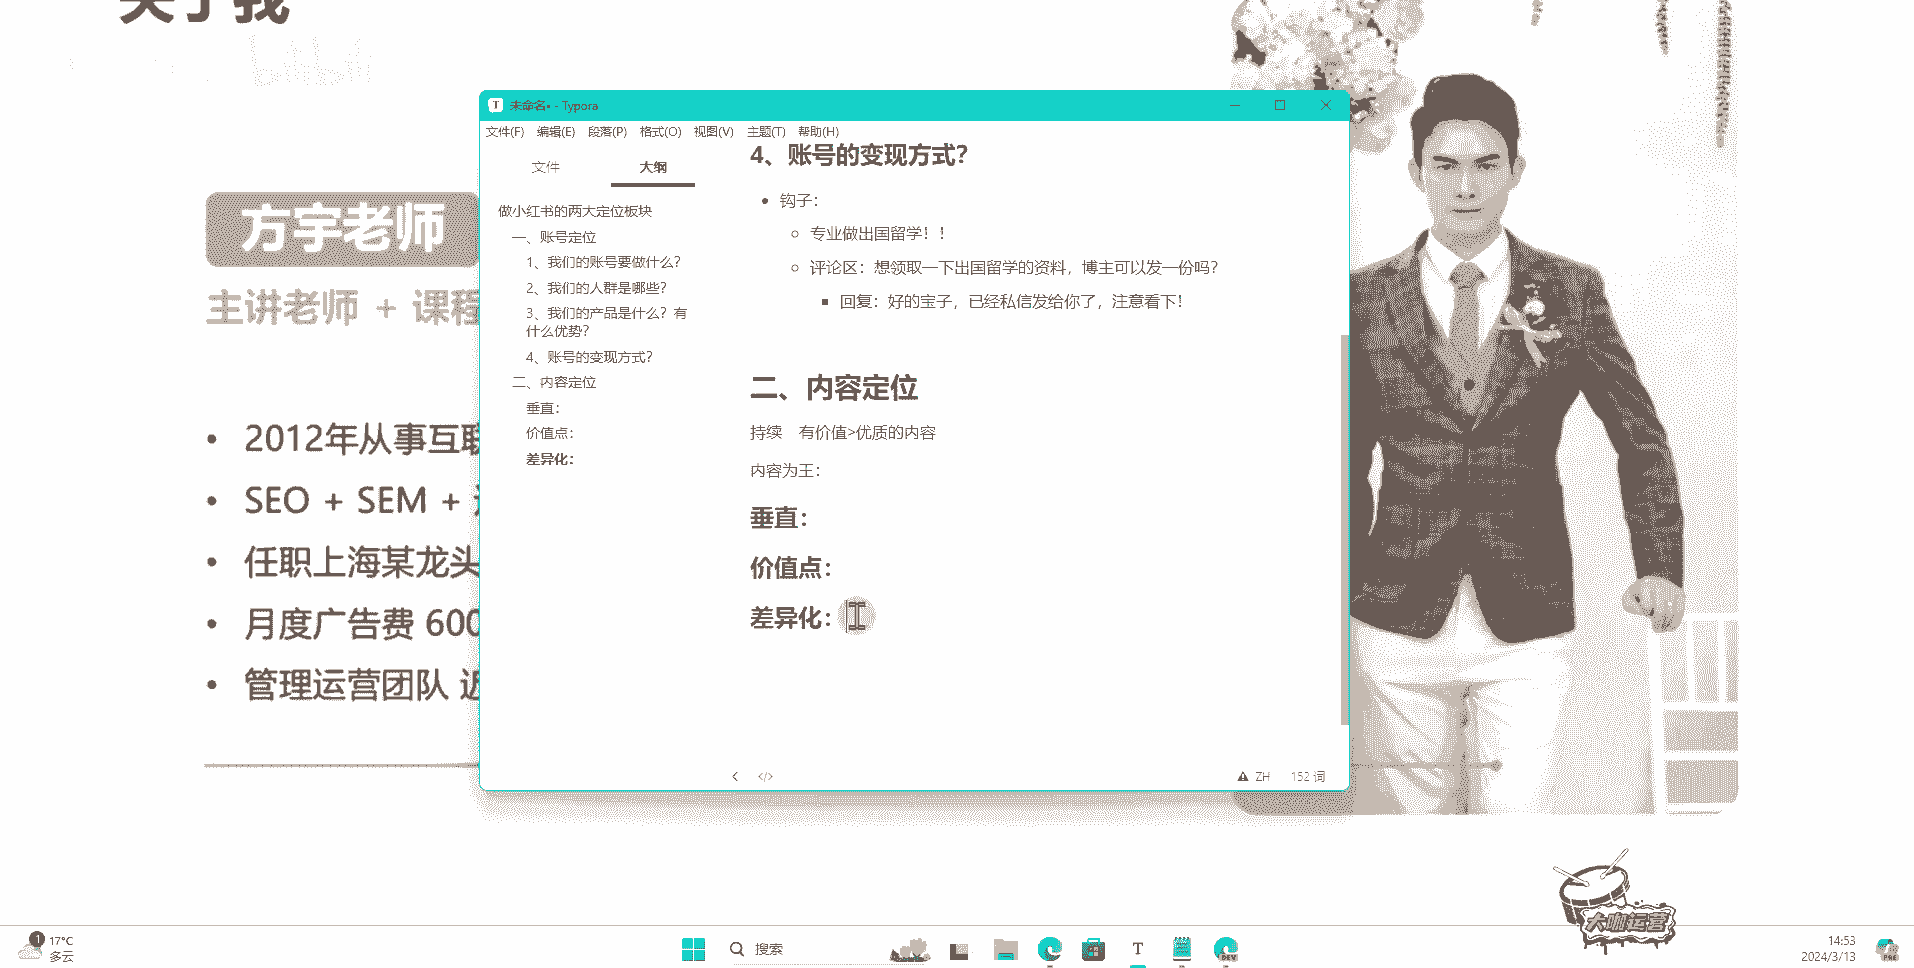 关于我
bilibili
方宇老师
主讲老师 + 课程
2012年从事互联
SEO + SEM +
任职上海某龙头
月度广告费 600
管理运营团队 近
未命名• - Typora
文件(F) 编辑(E) 段落(P) 格式(O) 视图(V) 主题(T) 帮助(H)
文件 大纲
做小红书的两大定位板块
一、账号定位
1、我们的账号要做什么?
2、我们的人群是哪些?
3、我们的产品是什么?有
什么优势?
4、账号的变现方式?
二、内容定位
垂直:
价值点:
差异化:
4、账号的变现方式?
钩子:
专业做出国留学!!
评论区:想领取一下出国留学的资料,博主可以发一份吗?
回复:好的宝子,已经私信发给你了,注意看下!
二、内容定位
持续 有价值>优质的内容
内容为王:
垂直:
价值点:
差异化:
ZH 152 词
大咖运营
1
17°C
多云
搜索
T
DEV
14:53
2024/3/13
PRE